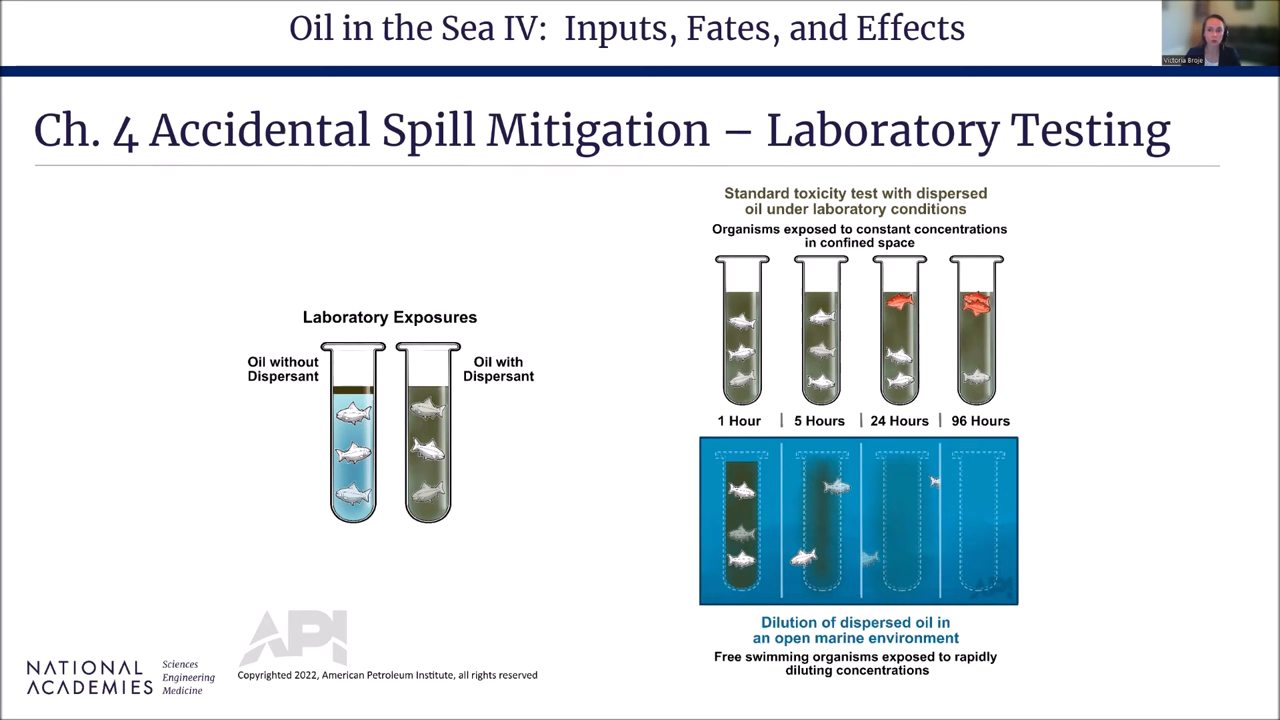 Oil in the Sea IV:  Inputs, Fates, and Effects
Victoria Broje
Ch. 4 Accidental Spill Mitigation – Laboratory Testing
Laboratory Exposures
Oil without
Dispersant
Oil with
Dispersant
Standard toxicity test with dispersed
oil under laboratory conditions
Organisms exposed to constant concentrations
in confined space
1 Hour | 5 Hours | 24 Hours | 96 Hours
API
Dilution of dispersed oil in
an open marine environment
Free swimming organisms exposed to rapidly
diluting concentrations
API
Copyrighted 2022, American Petroleum Institute, all rights reserved
NATIONAL
ACADEMIES
Sciences
Engineering
Medicine